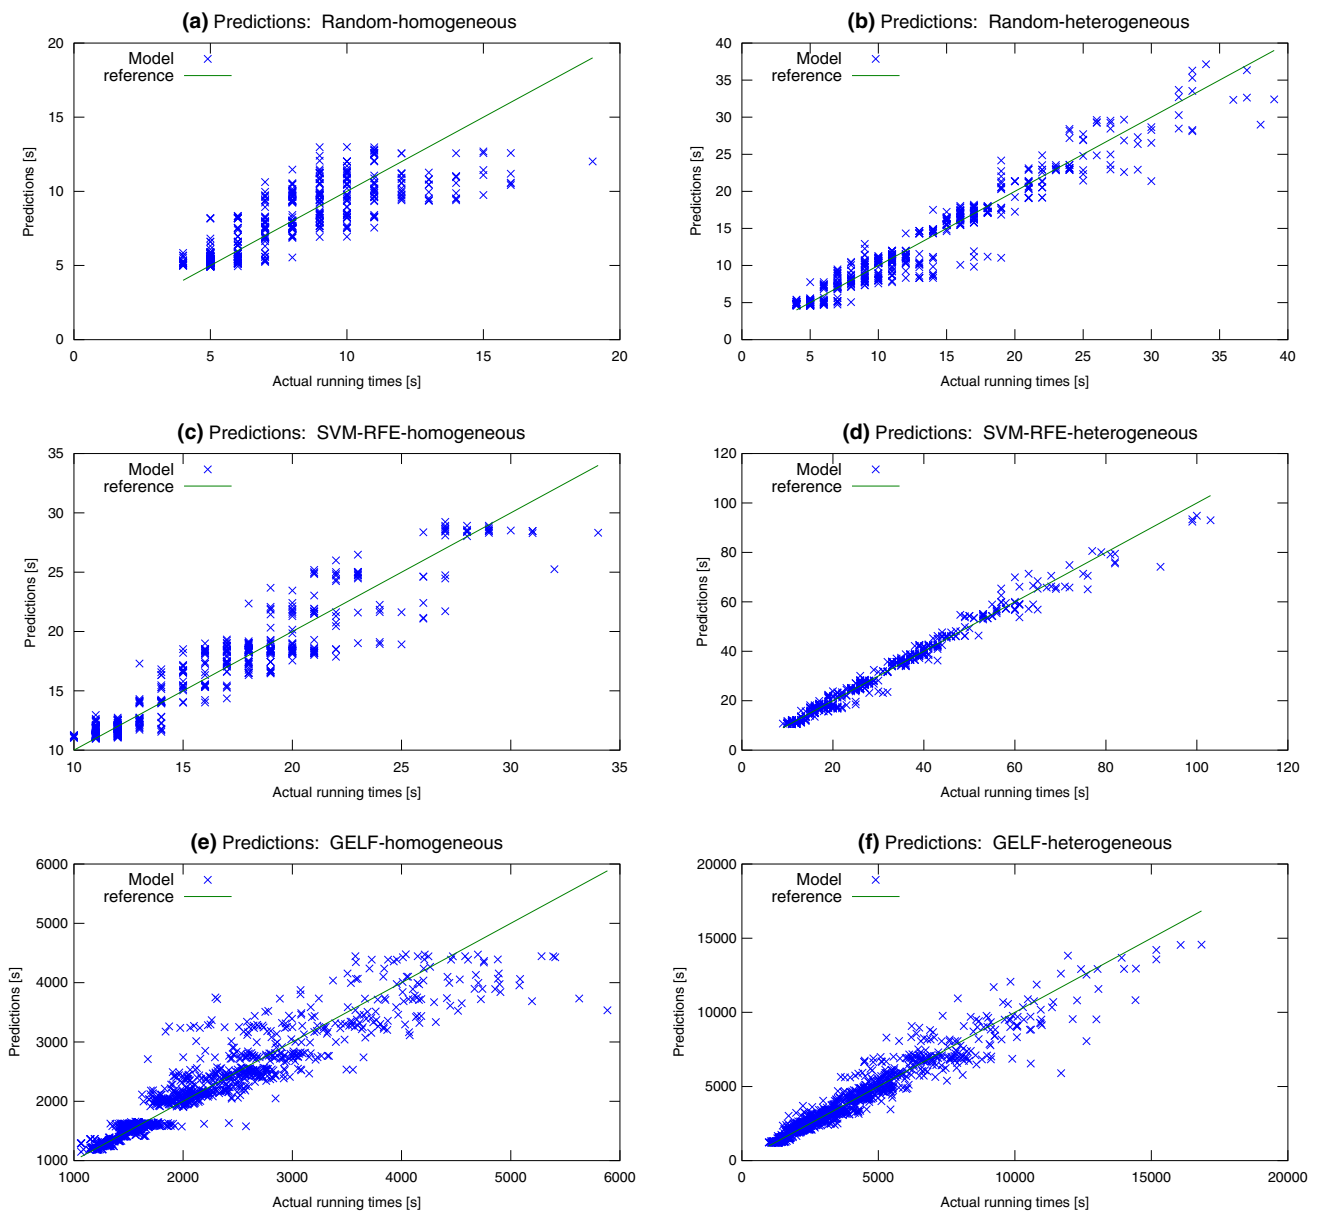 (a) Predictions: Random-homogeneous
20
15
10
5
0
0 5 10 15 20
Predictions [s]
Actual running times [s]
Model
reference
(b) Predictions: Random-heterogeneous
40
35
30
25
20
15
10
5
0
0 5 10 15 20 25 30 35 40
Predictions [s]
Actual running times [s]
Model
reference
(c) Predictions: SVM-RFE-homogeneous
35
30
25
20
15
10
10 15 20 25 30 35
Predictions [s]
Actual running times [s]
Model
reference
(d) Predictions: SVM-RFE-heterogeneous
120
100
80
60
40
20
0
0 20 40 60 80 100 120
Predictions [s]
Actual running times [s]
Model
reference
(e) Predictions: GELF-homogeneous
6000
5000
4000
3000
2000
1000
1000 2000 3000 4000 5000 6000
Predictions [s]
Actual running times [s]
Model
reference
(f) Predictions: GELF-heterogeneous
20000
15000
10000
5000
0
0 5000 10000 15000 20000
Predictions [s]
Actual running times [s]
Model
reference